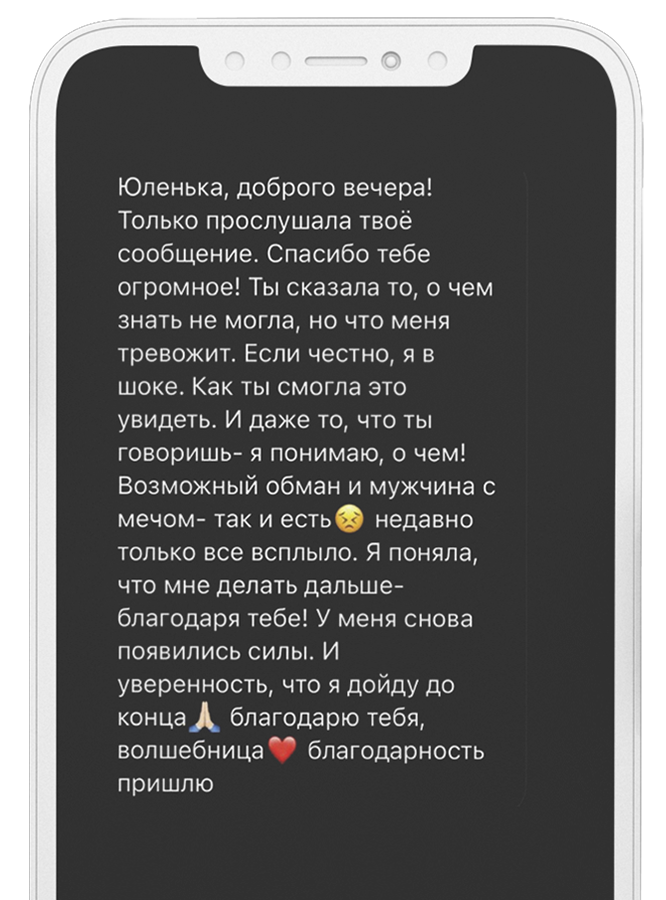 Юленька, доброго вечера!
Только прослушала твоё
сообщение. Спасибо тебе
огромное! Ты сказала то, о чем
знать не могла, но что меня
тревожит. Если честно, я в
шоке. Как ты смогла это
увидеть. И даже то, что ты
говоришь- я понимаю, о чем!
Возможный обман и мужчина с
мечом- так и есть😣 недавно
только все всплыло. Я поняла,
что мне делать дальше-
благодаря тебе! У меня снова
появились силы. И
уверенность, что я дойду до
конца🙏🏻 благодарю тебя,
волшебница❤️ благодарность
пришлю